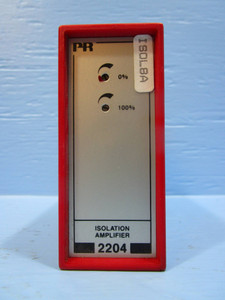 PR
ISOL8A
0%
100%
ISOLATION
AMPLIFIER
2204